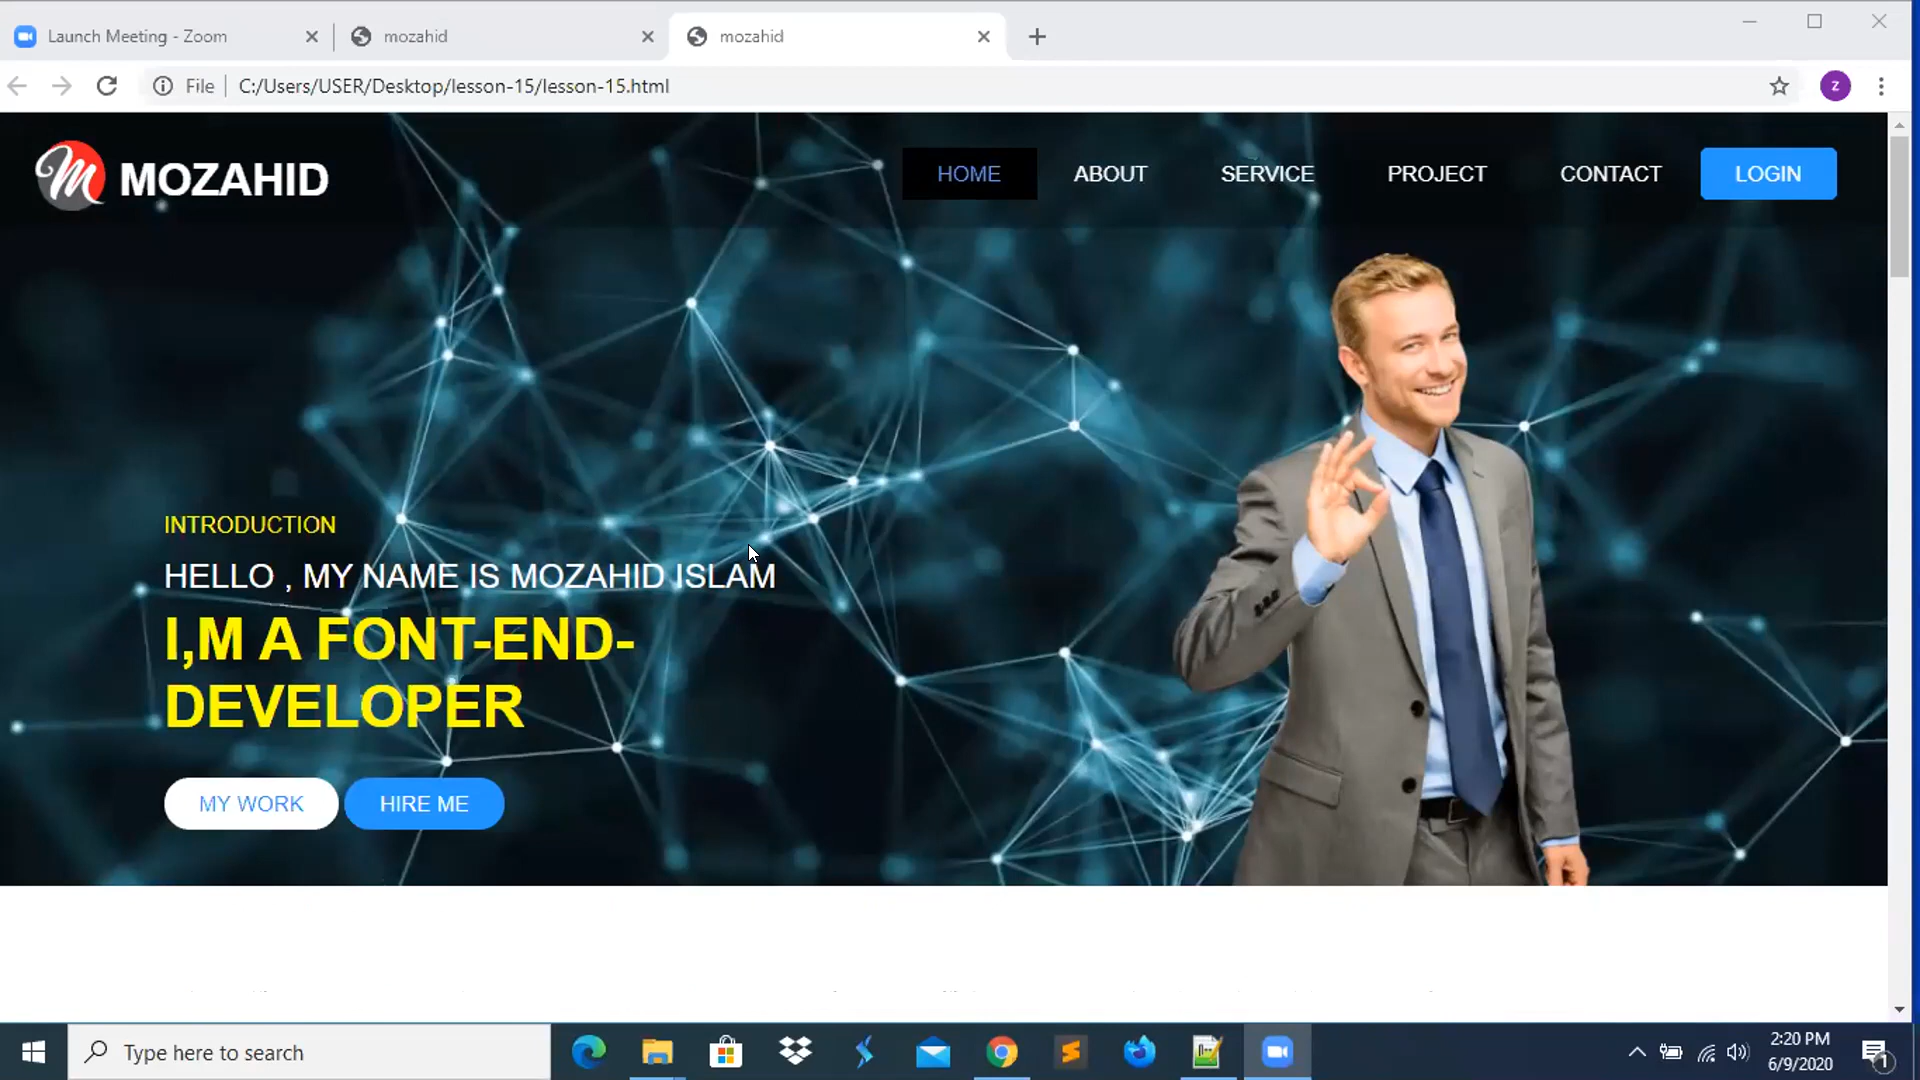 Launch Meeting - Zoom
mozahid
mozahid
File
C:/Users/USER/Desktop/lesson-15/lesson-15.html
z
M MOZAHID
HOME
ABOUT
SERVICE
PROJECT
CONTACT
LOGIN
INTRODUCTION
HELLO , MY NAME IS MOZAHID ISLAM
I,M A FONT-END-
DEVELOPER
MY WORK
HIRE ME
Type here to search
2:20 PM
6/9/2020
1